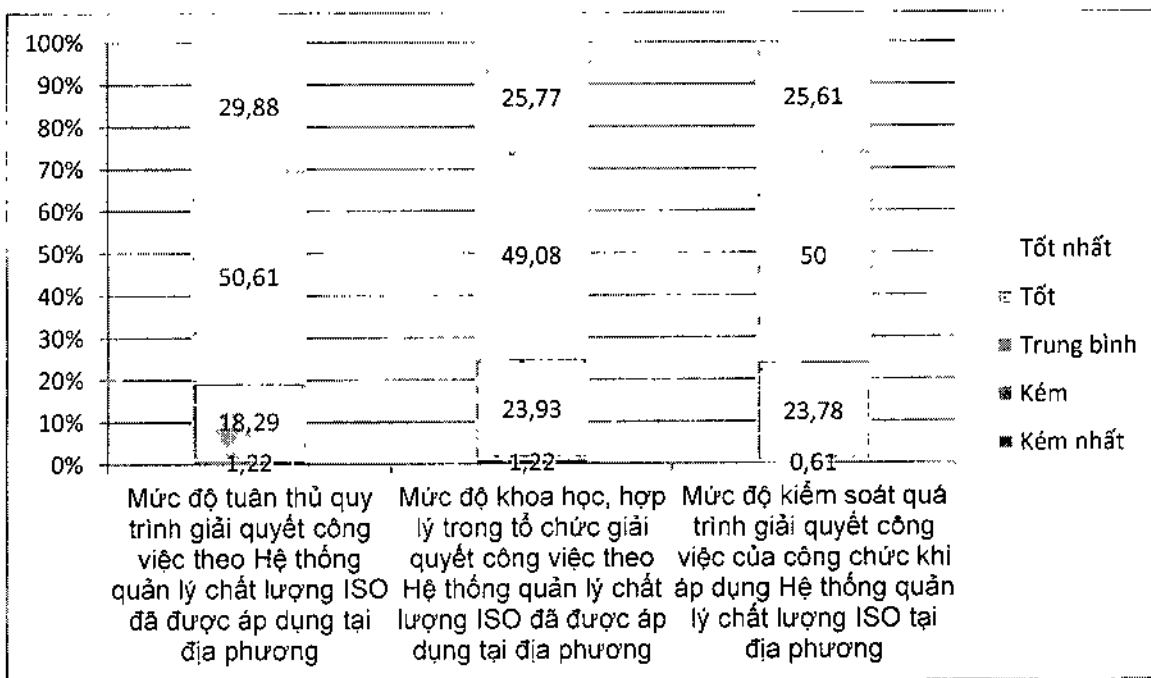 100%
90%
80%
70%
60%
50%
40%
30%
20%
10%
0%
29,88
50,61
18,29
1,22
25,77
49,08
23,93
1,22
25,61
50
23,78
0,61
Tốt nhất
Tốt
Trung bình
Kém
Kém nhất
Mức độ tuân thủ quy
trình giải quyết công
việc theo Hệ thống
quản lý chất lượng ISO
đã được áp dụng tại
địa phương
Mức độ khoa học, hợp
lý trong tổ chức giải
quyết công việc theo
Hệ thống quản lý chất
lượng ISO đã được áp
dụng tại địa phương
Mức độ kiểm soát quá
trình giải quyết công
việc của công chức khi
áp dụng Hệ thống quản
lý chất lượng ISO tại
địa phương